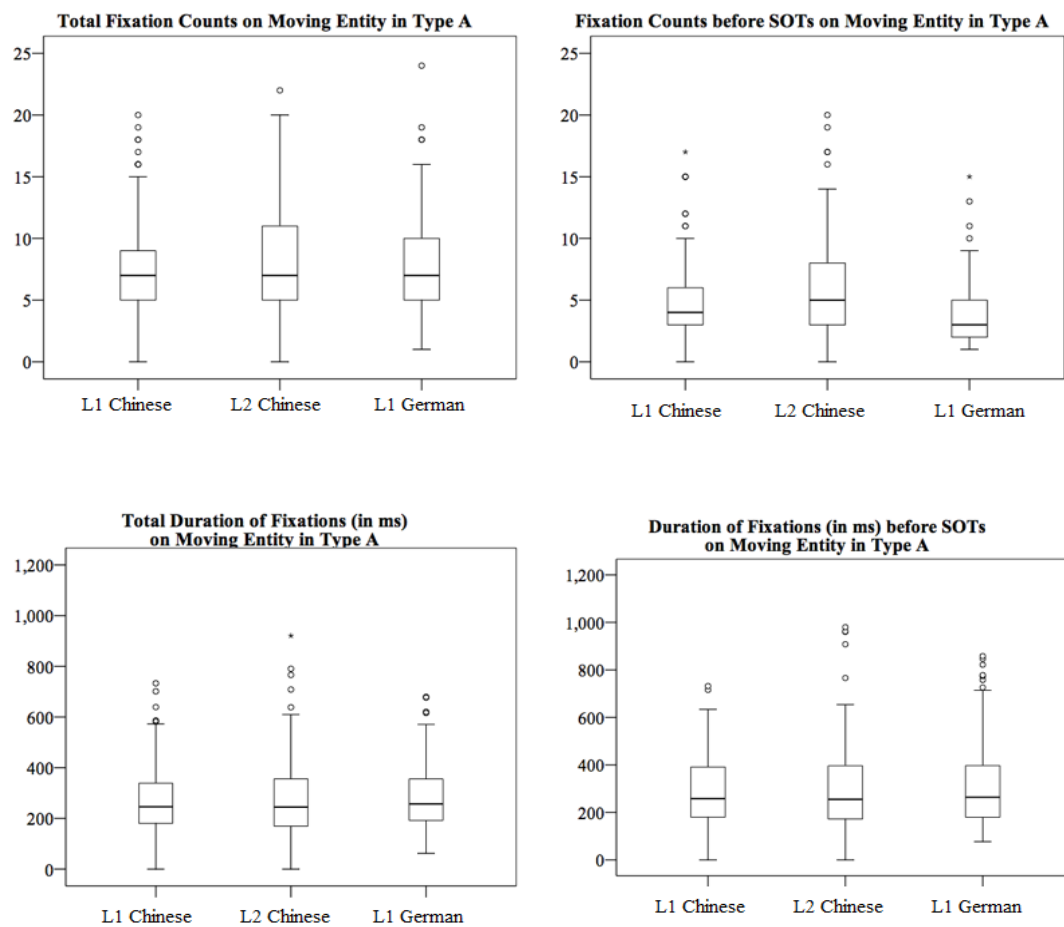 Total Fixation Counts on Moving Entity in Type A
25
20
15
10
5
0
L1 Chinese L2 Chinese L1 German
Fixation Counts before SOTs on Moving Entity in Type A
25
20
15
10
5
0
L1 Chinese L2 Chinese L1 German
Total Duration of Fixations (in ms)
on Moving Entity in Type A
1,200
1,000
800
600
400
200
0
L1 Chinese L2 Chinese L1 German
Duration of Fixations (in ms) before SOTs
on Moving Entity in Type A
1,200
1,000
800
600
400
200
0
L1 Chinese L2 Chinese L1 German